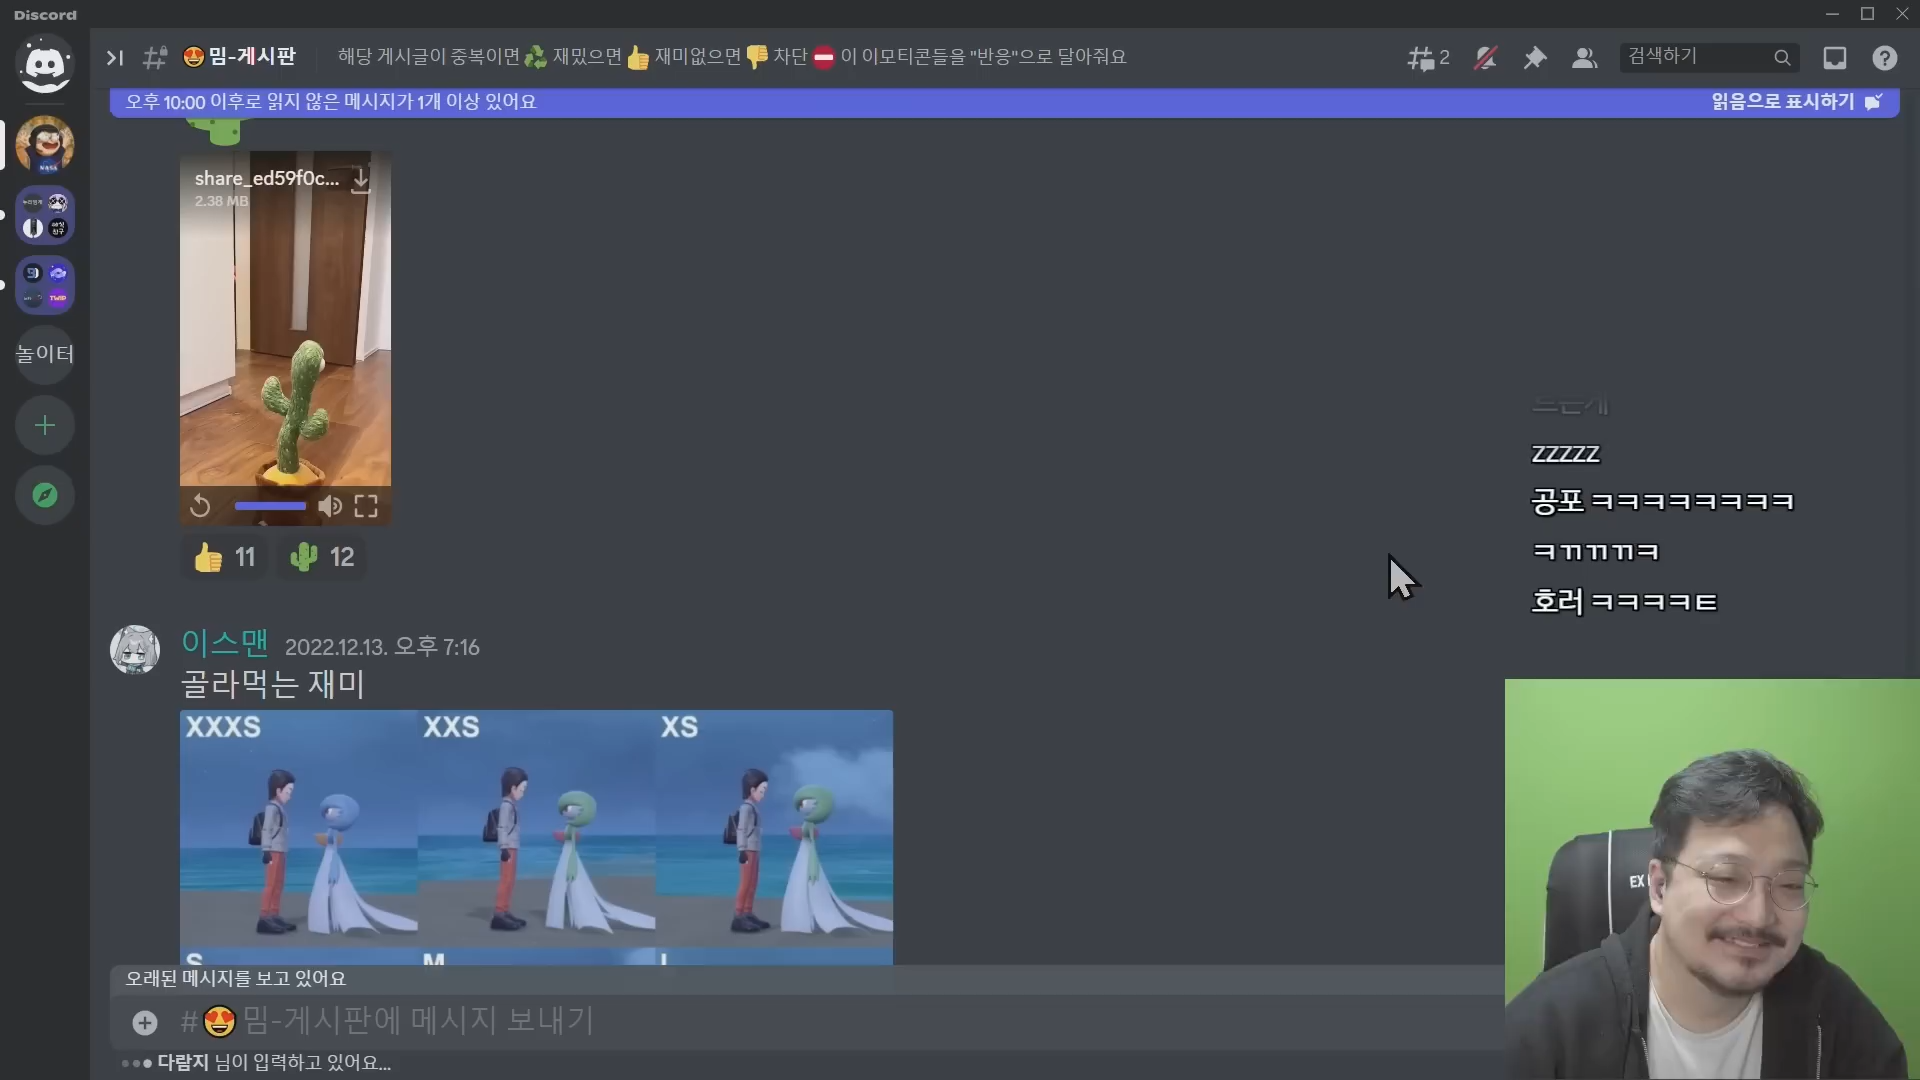 Discord
밈-게시판
해당 게시글이 중복이면 재밌으면 재미없으면 차단 이 이모티콘들을 "반응"으로 달아줘요
2
검색하기
오후 10:00 이후로 읽지 않은 메시지가 1개 이상 있어요
읽음으로 표시하기
share_ed59f0c...
2.38 MB
놀이터
zzzzz
공포 ㅋㅋㅋㅋㅋㅋㅋㅋ
ㅋㄲㄲㄲㅋ
호러 ㅋㅋㅋㅋㅌ
11
12
이스맨 2022.12.13. 오후 7:16
골라먹는 재미
XXXS
XXS
XS
S
M
L
오래된 메시지를 보고 있어요
#밈-게시판에 메시지 보내기
다람지 님이 입력하고 있어요...
EX